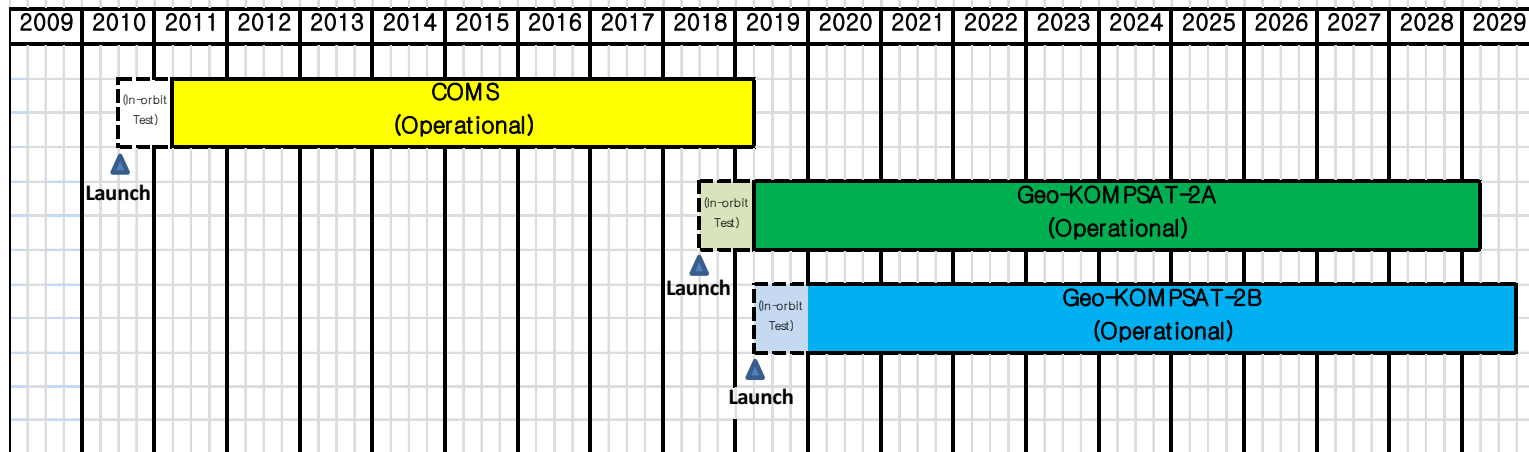 2009 2010 2011 2012 2013 2014 2015 2016 2017 2018 2019 2020 2021 2022 2023 2024 2025 2026 2027 2028 2029
(In-orbit
Test)
COMS
(Operational)
Launch
(In-orbit
Test)
Geo-KOMPSAT-2A
(Operational)
Launch
(In-orbit
Test)
Geo-KOMPSAT-2B
(Operational)
Launch